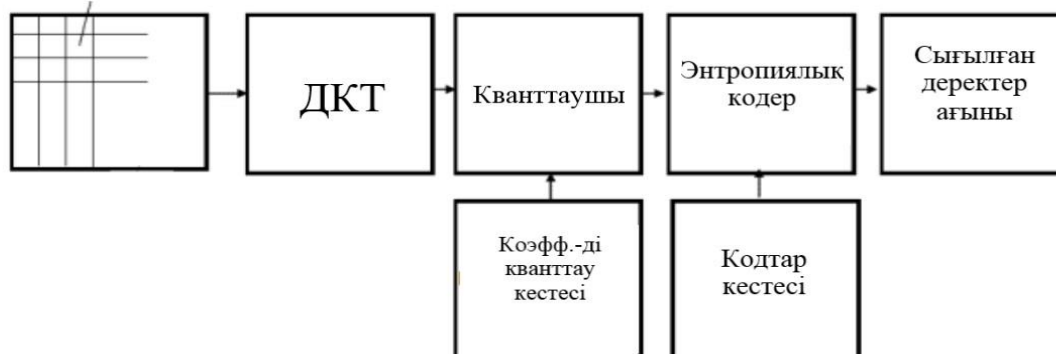 ДКТ
Кванттаушы
Энтропиялық
кодер
Сығылған
деректер
ағыны
Коэфф.-ді
кванттау
кестесі
Кодтар
кестесі